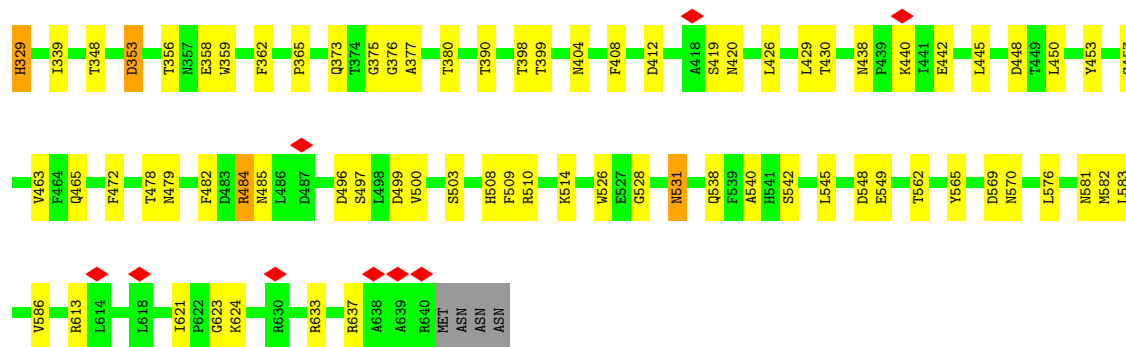 H329 I339 T348 D353 T356 N357 E358 W359 F362 P365 Q373 T374 G375 G376 A377 T380 T390 T398 T399 N404 F408 D412 A418 S419 N420 L426 L429 T430 N438 P439 K440 I441 E442 L445 D448 T449 L450 Y453
V463 F464 Q465 F472 T478 N479 F482 D483 R484 N485 L486 D487 D496 S497 L498 D499 V500 S503 H508 F509 R510 K514 W526 E527 G528 N531 Q538 F539 A540 H541 S542 L545 D548 E549 T562 Y565 D569 N570 L576 N581 M582 L583
V586 R613 L614 L618 I621 P622 G623 K624 R630 R633 R637 A638 A639 R640 MET ASN ASN ASN